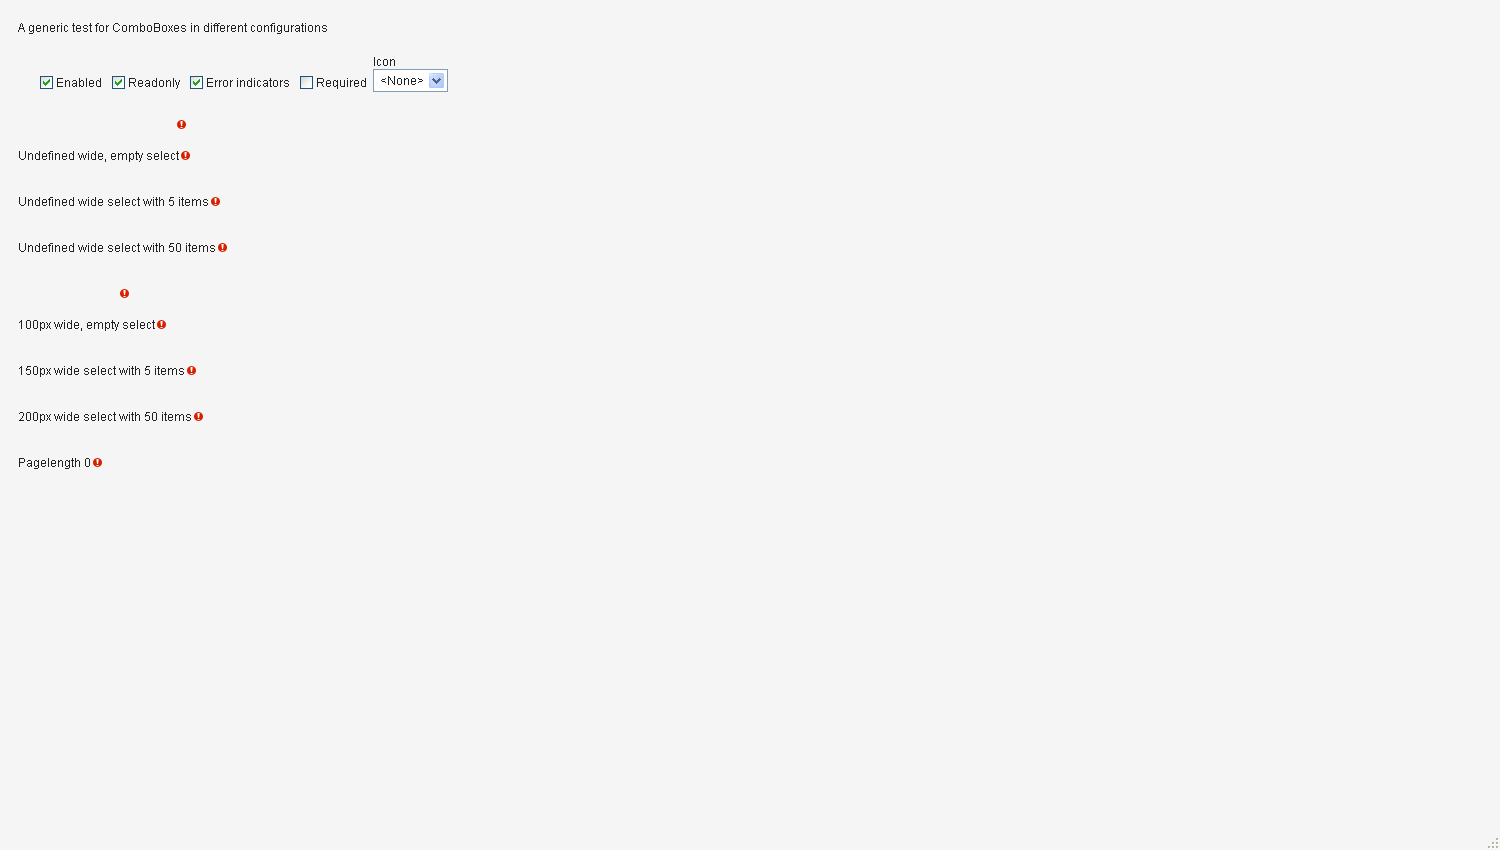 A generic test for ComboBoxes in different configurations
Icon
Enabled Readonly Error indicators Required <None>
Undefined wide, empty select
Undefined wide select with 5 items
Undefined wide select with 50 items
100px wide, empty select
150px wide select with 5 items
200px wide select with 50 items
Pagelength 0